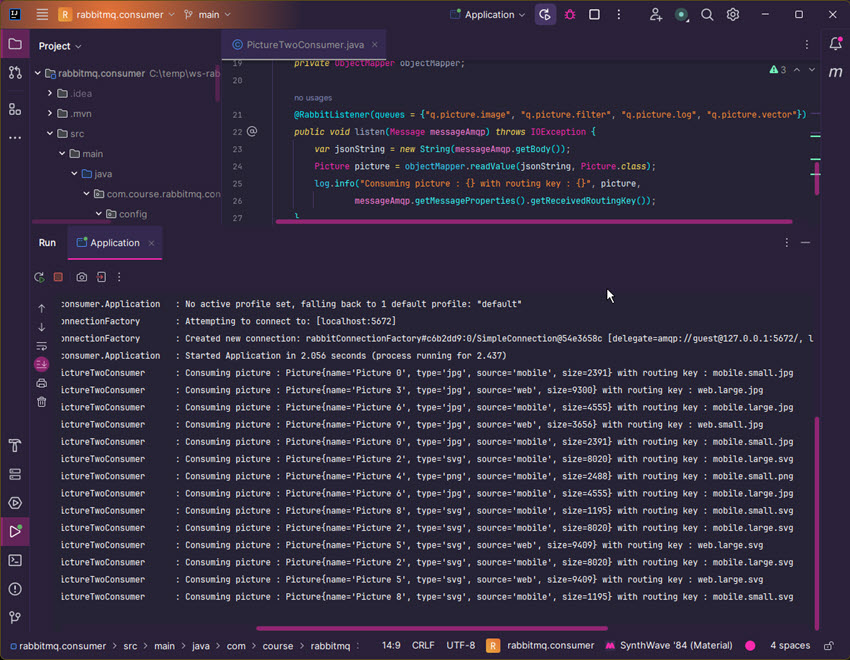 R rabbitmq.consumer main Application
Project
PictureTwoConsumer.java
rabbitmq.consumer C:\temp\ws-rab
.idea
.mvn
src
main
java
com.course.rabbitmq.con
config
19 private ObjectMapper objectMapper;
20
no usages
21 @RabbitListener(queues = {"q.picture.image", "q.picture.filter", "q.picture.log", "q.picture.vector"})
22 public void listen(Message messageAmqp) throws IOException {
23 var jsonString = new String(messageAmqp.getBody());
24 Picture picture = objectMapper.readValue(jsonString, Picture.class);
25 log.info("Consuming picture : {} with routing key : {}", picture,
26 messageAmqp.getMessageProperties().getReceivedRoutingKey());
27 }
3
m
Run Application
consumer.Application : No active profile set, falling back to 1 default profile: "default"
onnectionFactory : Attempting to connect to: [localhost:5672]
onnectionFactory : Created new connection: rabbitConnectionFactory#c6b2dd9:0/SimpleConnection@54e3658c [delegate=amqp://guest@127.0.0.1:5672/, l
consumer.Application : Started Application in 2.056 seconds (process running for 2.437)
ictureTwoConsumer : Consuming picture : Picture{name='Picture 0', type='jpg', source='mobile', size=2391} with routing key : mobile.small.jpg
ictureTwoConsumer : Consuming picture : Picture{name='Picture 3', type='jpg', source='web', size=9300} with routing key : web.large.jpg
ictureTwoConsumer : Consuming picture : Picture{name='Picture 6', type='jpg', source='mobile', size=4555} with routing key : mobile.large.jpg
ictureTwoConsumer : Consuming picture : Picture{name='Picture 9', type='jpg', source='web', size=3656} with routing key : web.small.jpg
ictureTwoConsumer : Consuming picture : Picture{name='Picture 0', type='jpg', source='mobile', size=2391} with routing key : mobile.small.jpg
ictureTwoConsumer : Consuming picture : Picture{name='Picture 2', type='svg', source='mobile', size=8020} with routing key : mobile.large.svg
ictureTwoConsumer : Consuming picture : Picture{name='Picture 4', type='png', source='mobile', size=2488} with routing key : mobile.small.png
ictureTwoConsumer : Consuming picture : Picture{name='Picture 6', type='jpg', source='mobile', size=4555} with routing key : mobile.large.jpg
ictureTwoConsumer : Consuming picture : Picture{name='Picture 8', type='svg', source='mobile', size=1195} with routing key : mobile.small.svg
ictureTwoConsumer : Consuming picture : Picture{name='Picture 2', type='svg', source='mobile', size=8020} with routing key : mobile.large.svg
ictureTwoConsumer : Consuming picture : Picture{name='Picture 5', type='svg', source='web', size=9409} with routing key : web.large.svg
ictureTwoConsumer : Consuming picture : Picture{name='Picture 2', type='svg', source='mobile', size=8020} with routing key : mobile.large.svg
ictureTwoConsumer : Consuming picture : Picture{name='Picture 5', type='svg', source='web', size=9409} with routing key : web.large.svg
ictureTwoConsumer : Consuming picture : Picture{name='Picture 8', type='svg', source='mobile', size=1195} with routing key : mobile.small.svg
rabbitmq.consumer > src > main > java > com > course > rabbitmq 14:9 CRLF UTF-8 R rabbitmq.consumer SynthWave '84 (Material) 4 spaces